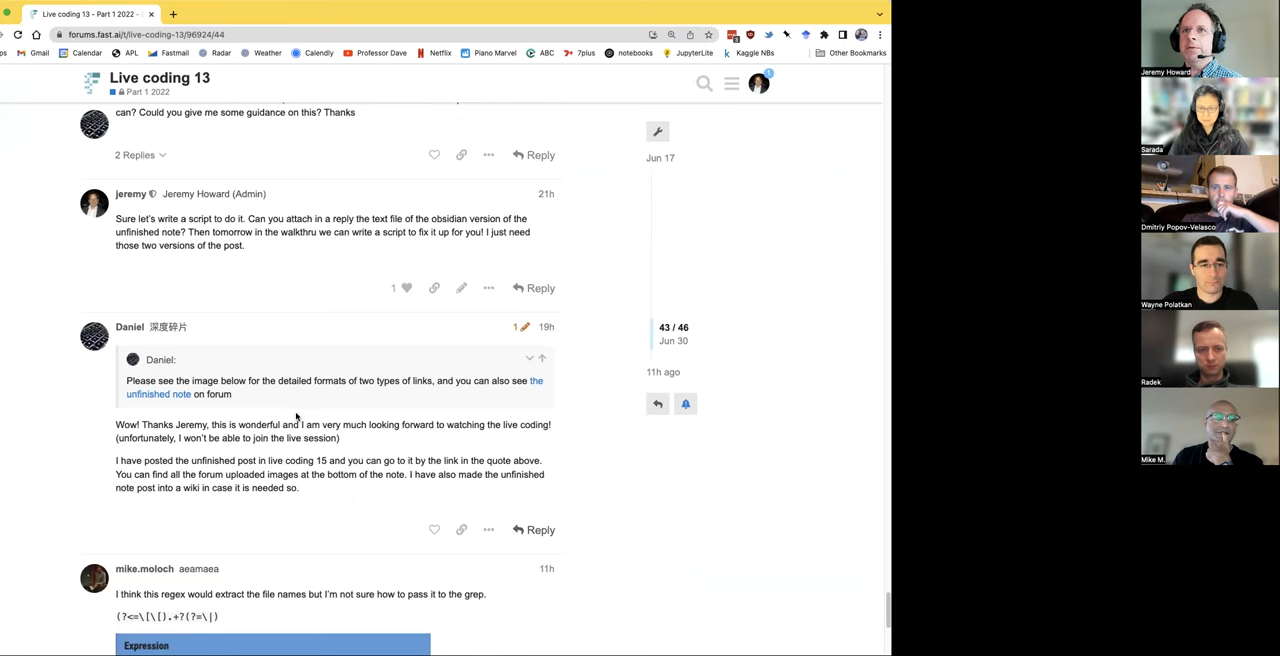 Live coding 13 - Part 1 2022 -
forums.fast.ai/t/live-coding-13/96924/44
ps Gmail Calendar APL Fastmail Radar Weather Calendly Professor Dave Netflix Piano Marvel ABC 7plus notebooks JupyterLite Kaggle NBs Other Bookmarks
Live coding 13
Part 1 2022
can? Could you give me some guidance on this? Thanks
2 Replies
Reply
jeremy Jeremy Howard (Admin) 21h
Sure let's write a script to do it. Can you attach in a reply the text file of the obsidian version of the
unfinished note? Then tomorrow in the walkthru we can write a script to fix it up for you! I just need
those two versions of the post.
1 Reply
Daniel 深度碎片 1 19h
Daniel:
Please see the image below for the detailed formats of two types of links, and you can also see the
unfinished note on forum
Wow! Thanks Jeremy, this is wonderful and I am very much looking forward to watching the live coding!
(unfortunately, I won't be able to join the live session)
I have posted the unfinished post in live coding 15 and you can go to it by the link in the quote above.
You can find all the forum uploaded images at the bottom of the note. I have also made the unfinished
note post into a wiki in case it is needed so.
Reply
mike.moloch aeamaea 11h
I think this regex would extract the file names but I'm not sure how to pass it to the grep.
(?<=\[\[).+?(?=\|)
Expression
Jun 17
43 / 46
Jun 30
11h ago
Jeremy Howard
Sarada
Dmitriy Popov-Velasco
Wayne Polatkan
Radek
Mike M.